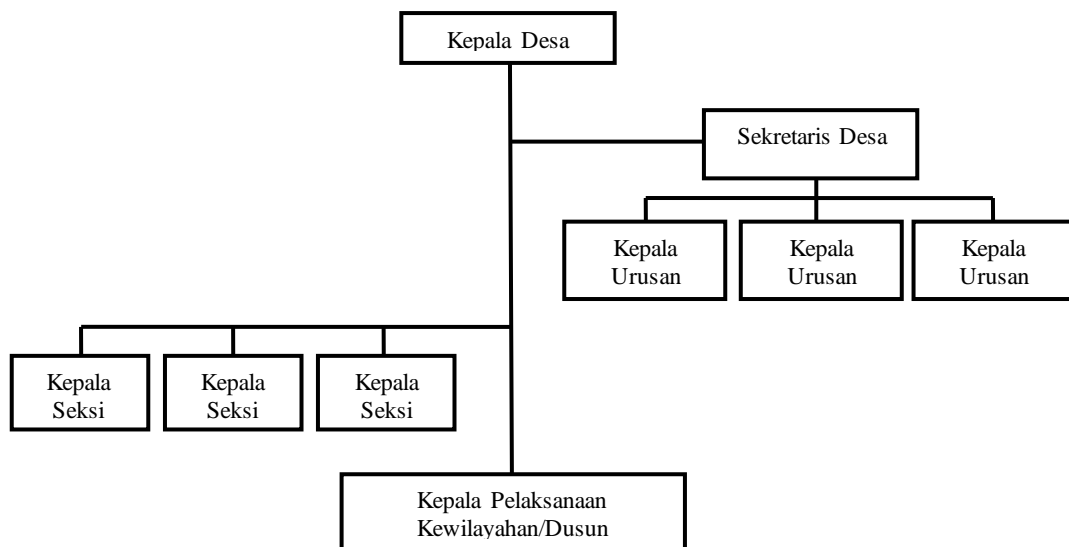 Kepala Desa
Sekretaris Desa
Kepala
Urusan
Kepala
Urusan
Kepala
Urusan
Kepala
Seksi
Kepala
Seksi
Kepala
Seksi
Kepala Pelaksanaan
Kewilayahan/Dusun